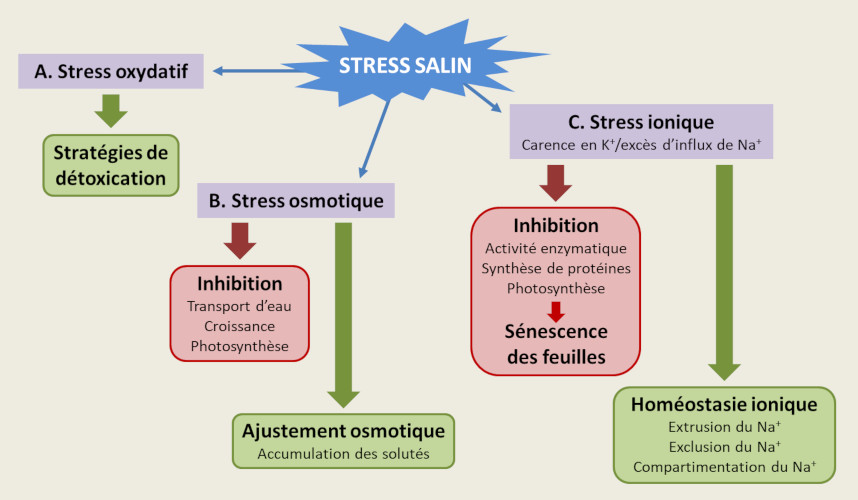 STRESS SALIN
A. Stress oxydatif
Stratégies de
détoxication
B. Stress osmotique
Inhibition
Transport d'eau
Croissance
Photosynthèse
Ajustement osmotique
Accumulation des solutés
C. Stress ionique
Carence en K⁺/excès d'influx de Na⁺
Inhibition
Activité enzymatique
Synthèse de protéines
Photosynthèse
Sénescence
des feuilles
Homéostasie ionique
Extrusion du Na⁺
Exclusion du Na⁺
Compartimentation du Na⁺